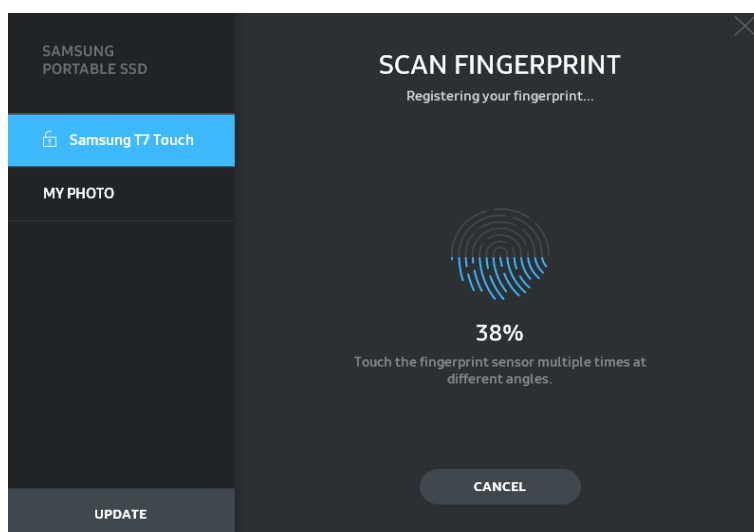 SAMSUNG
PORTABLE SSD
Samsung T7 Touch
MY PHOTO
UPDATE
SCAN FINGERPRINT
Registering your fingerprint...
38%
Touch the fingerprint sensor multiple times at
different angles.
CANCEL